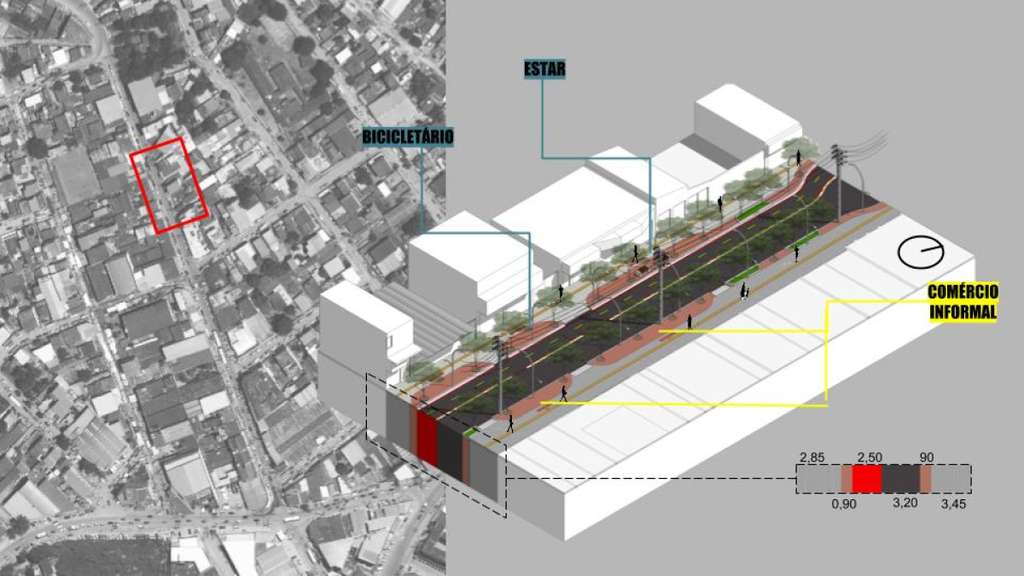 ESTAR
BICICLETÁRIO
COMÉRCIO
INFORMAL
2,85 2,50 90
0,90 3,20 3,45